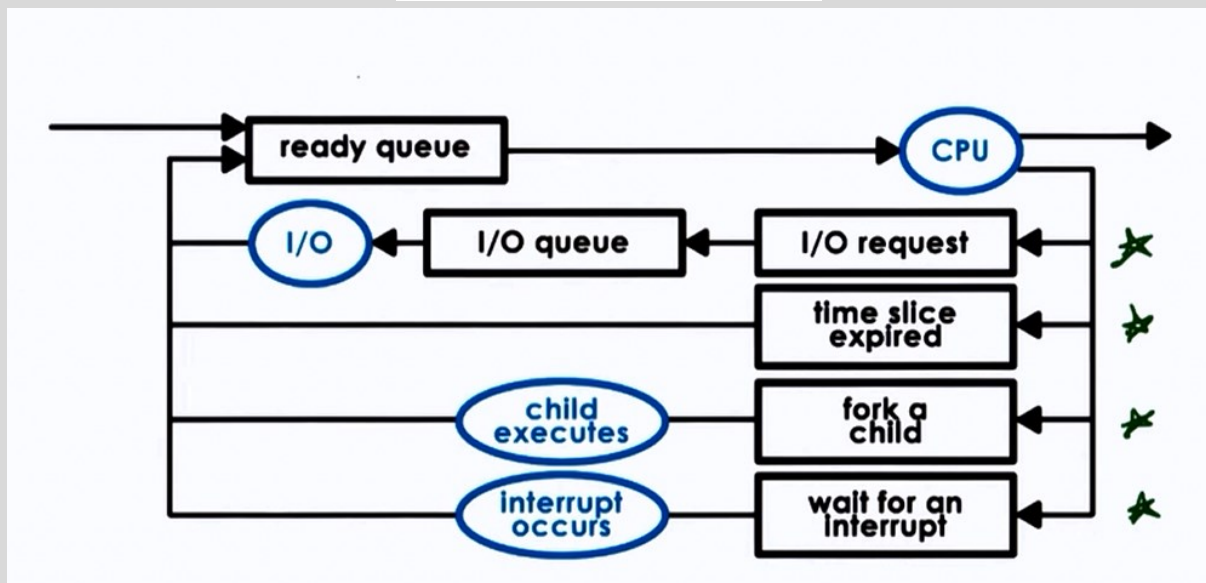 ready queue
CPU
I/O
I/O queue
I/O request
time slice
expired
child
executes
fork a
child
interrupt
occurs
wait for an
interrupt